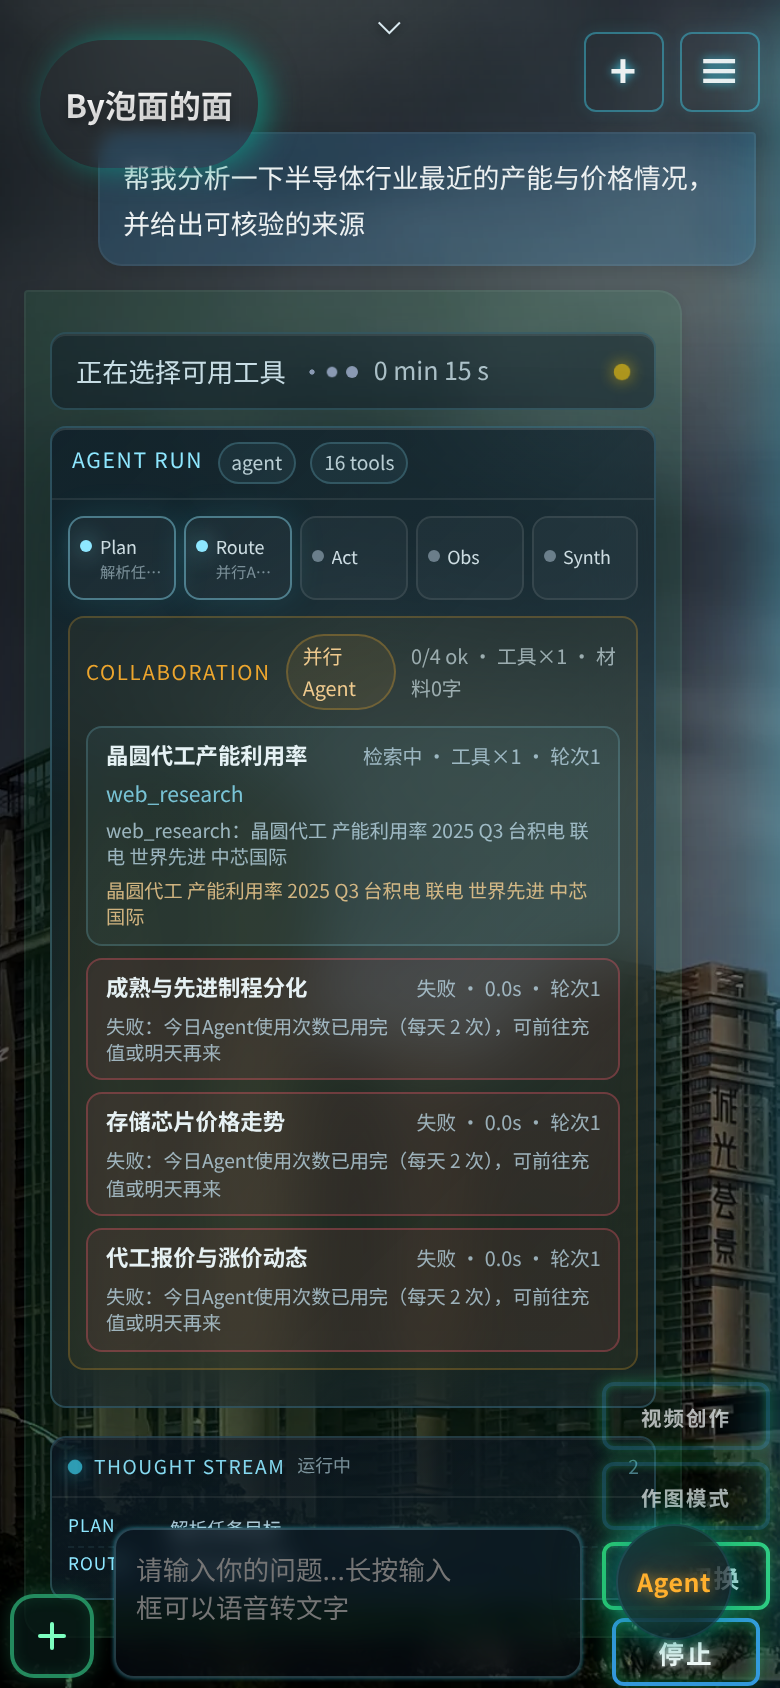 By泡面的面
帮我分析一下半导体行业最近的产能与价格情况，
并给出可核验的来源
正在选择可用工具 0 min 15 s
AGENT RUN agent 16 tools
Plan
解析任…
Route
并行A…
Act
Obs
Synth
COLLABORATION
并行
Agent
0/4 ok · 工具×1 · 材
料0字
晶圆代工产能利用率 检索中 · 工具×1 · 轮次1
web_research
web_research：晶圆代工 产能利用率 2025 Q3 台积电 联
电 世界先进 中芯国际
晶圆代工 产能利用率 2025 Q3 台积电 联电 世界先进 中芯
国际
成熟与先进制程分化 失败 · 0.0s · 轮次1
失败：今日Agent使用次数已用完（每天 2 次），可前往充
值或明天再来
存储芯片价格走势 失败 · 0.0s · 轮次1
失败：今日Agent使用次数已用完（每天 2 次），可前往充
值或明天再来
代工报价与涨价动态 失败 · 0.0s · 轮次1
失败：今日Agent使用次数已用完（每天 2 次），可前往充
值或明天再来
视频创作
THOUGHT STREAM 运行中 2
作图模式
PLAN 解析任务目标
ROUT
请输入你的问题...长按输入
框可以语音转文字
Agent 换
停止